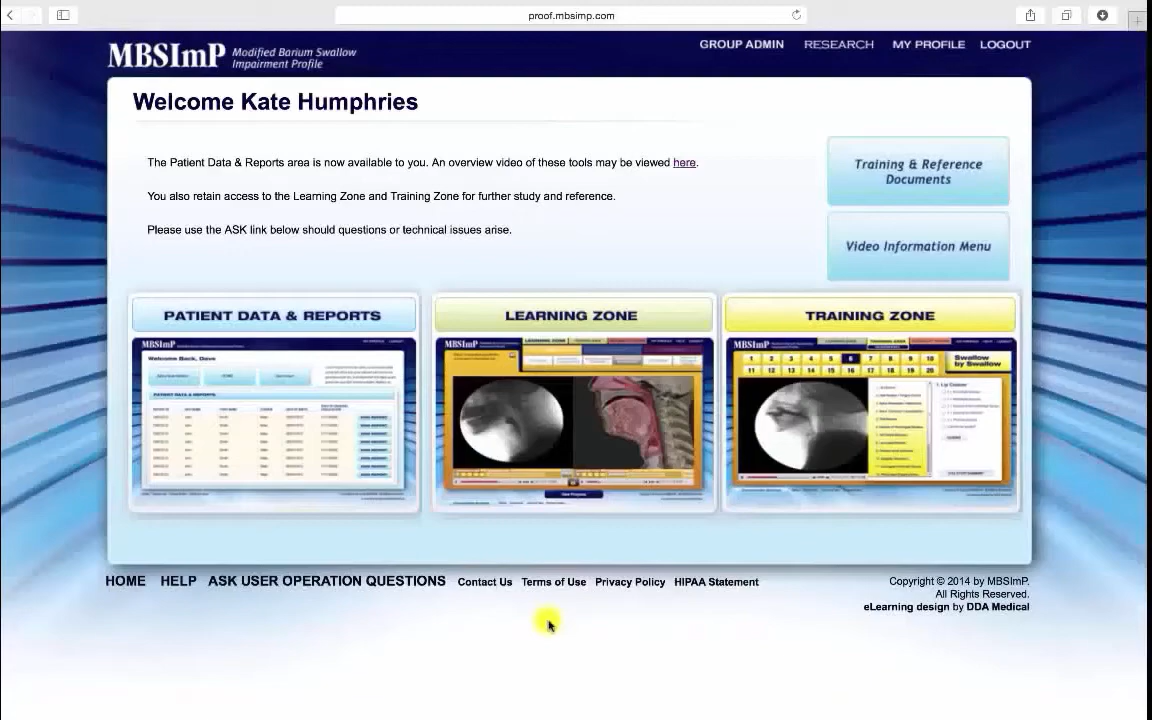 proof.mbsimp.com
MBSImP Modified Barium Swallow
Impairment Profile
GROUP ADMIN RESEARCH MY PROFILE LOGOUT
Welcome Kate Humphries
The Patient Data & Reports area is now available to you. An overview video of these tools may be viewed here.
You also retain access to the Learning Zone and Training Zone for further study and reference.
Please use the ASK link below should questions or technical issues arise.
Training & Reference
Documents
Video Information Menu
PATIENT DATA & REPORTS
LEARNING ZONE
TRAINING ZONE
MBSImP
Welcome Back, Dave
PATIENT DATA & REPORTS
MBSImP
MBSImP
1 2 3 4 5 6 7 8 9 10
11 12 13 14 15 16 17 18 19 20
Swallow
by Swallow
HOME HELP ASK USER OPERATION QUESTIONS Contact Us Terms of Use Privacy Policy HIPAA Statement
Copyright © 2014 by MBSImP.
All Rights Reserved.
eLearning design by DDA Medical